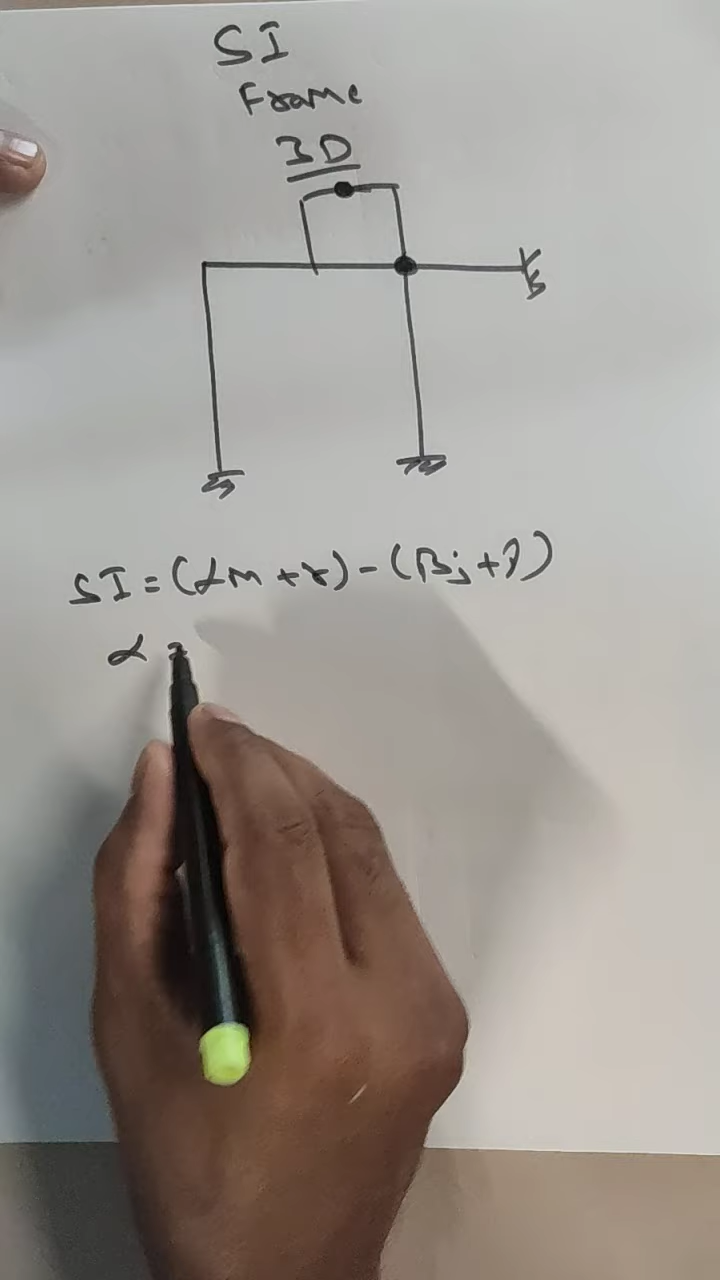 SI
Frame
3D
SI = (αm + r) - (βj + γ)
α =